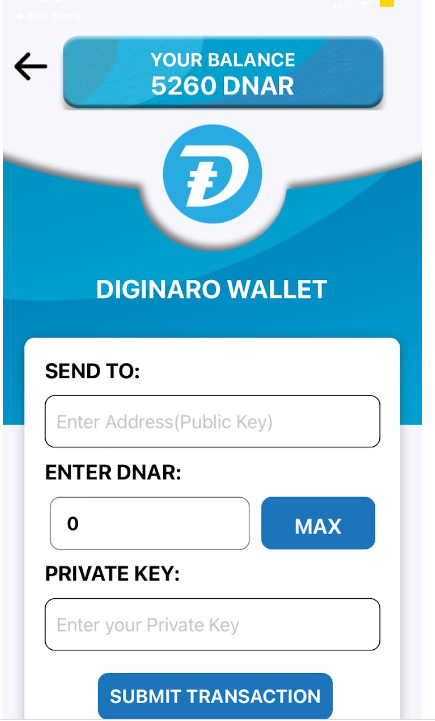 App Store
YOUR BALANCE
5260 DNAR
DIGINARO WALLET
SEND TO:
Enter Address(Public Key)
ENTER DNAR:
0
MAX
PRIVATE KEY:
Enter your Private Key
SUBMIT TRANSACTION